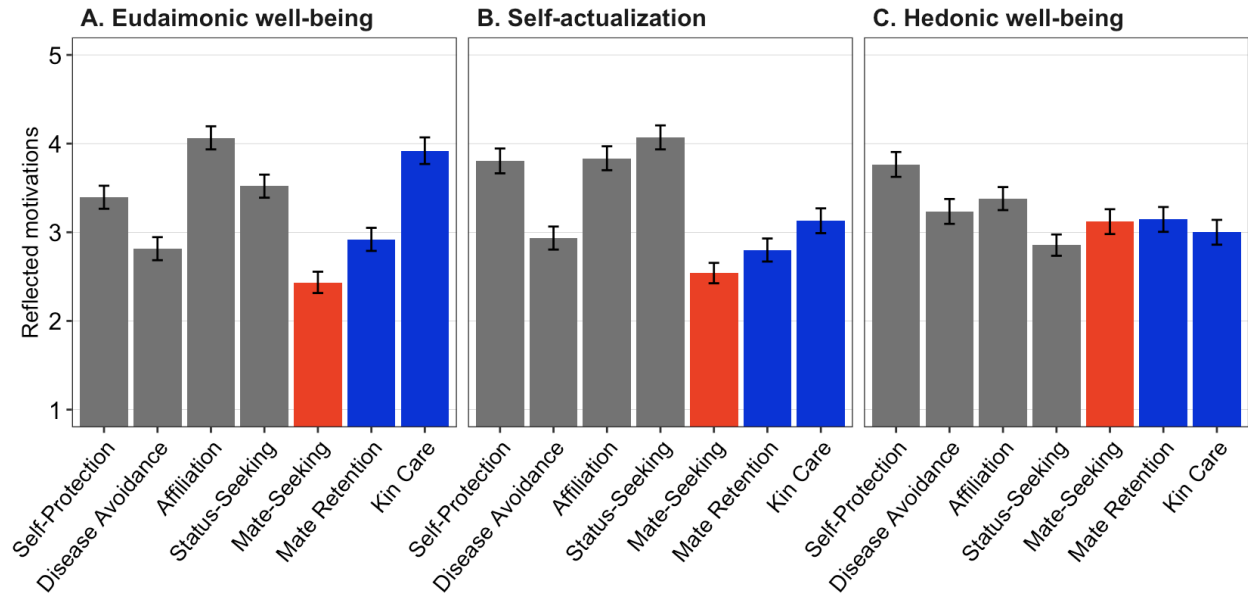 A. Eudaimonic well-being
B. Self-actualization
C. Hedonic well-being
Reflected motivations
5
4
3
2
1
Self-Protection
Disease Avoidance
Affiliation
Status-Seeking
Mate-Seeking
Mate Retention
Kin Care
Self-Protection
Disease Avoidance
Affiliation
Status-Seeking
Mate-Seeking
Mate Retention
Kin Care
Self-Protection
Disease Avoidance
Affiliation
Status-Seeking
Mate-Seeking
Mate Retention
Kin Care